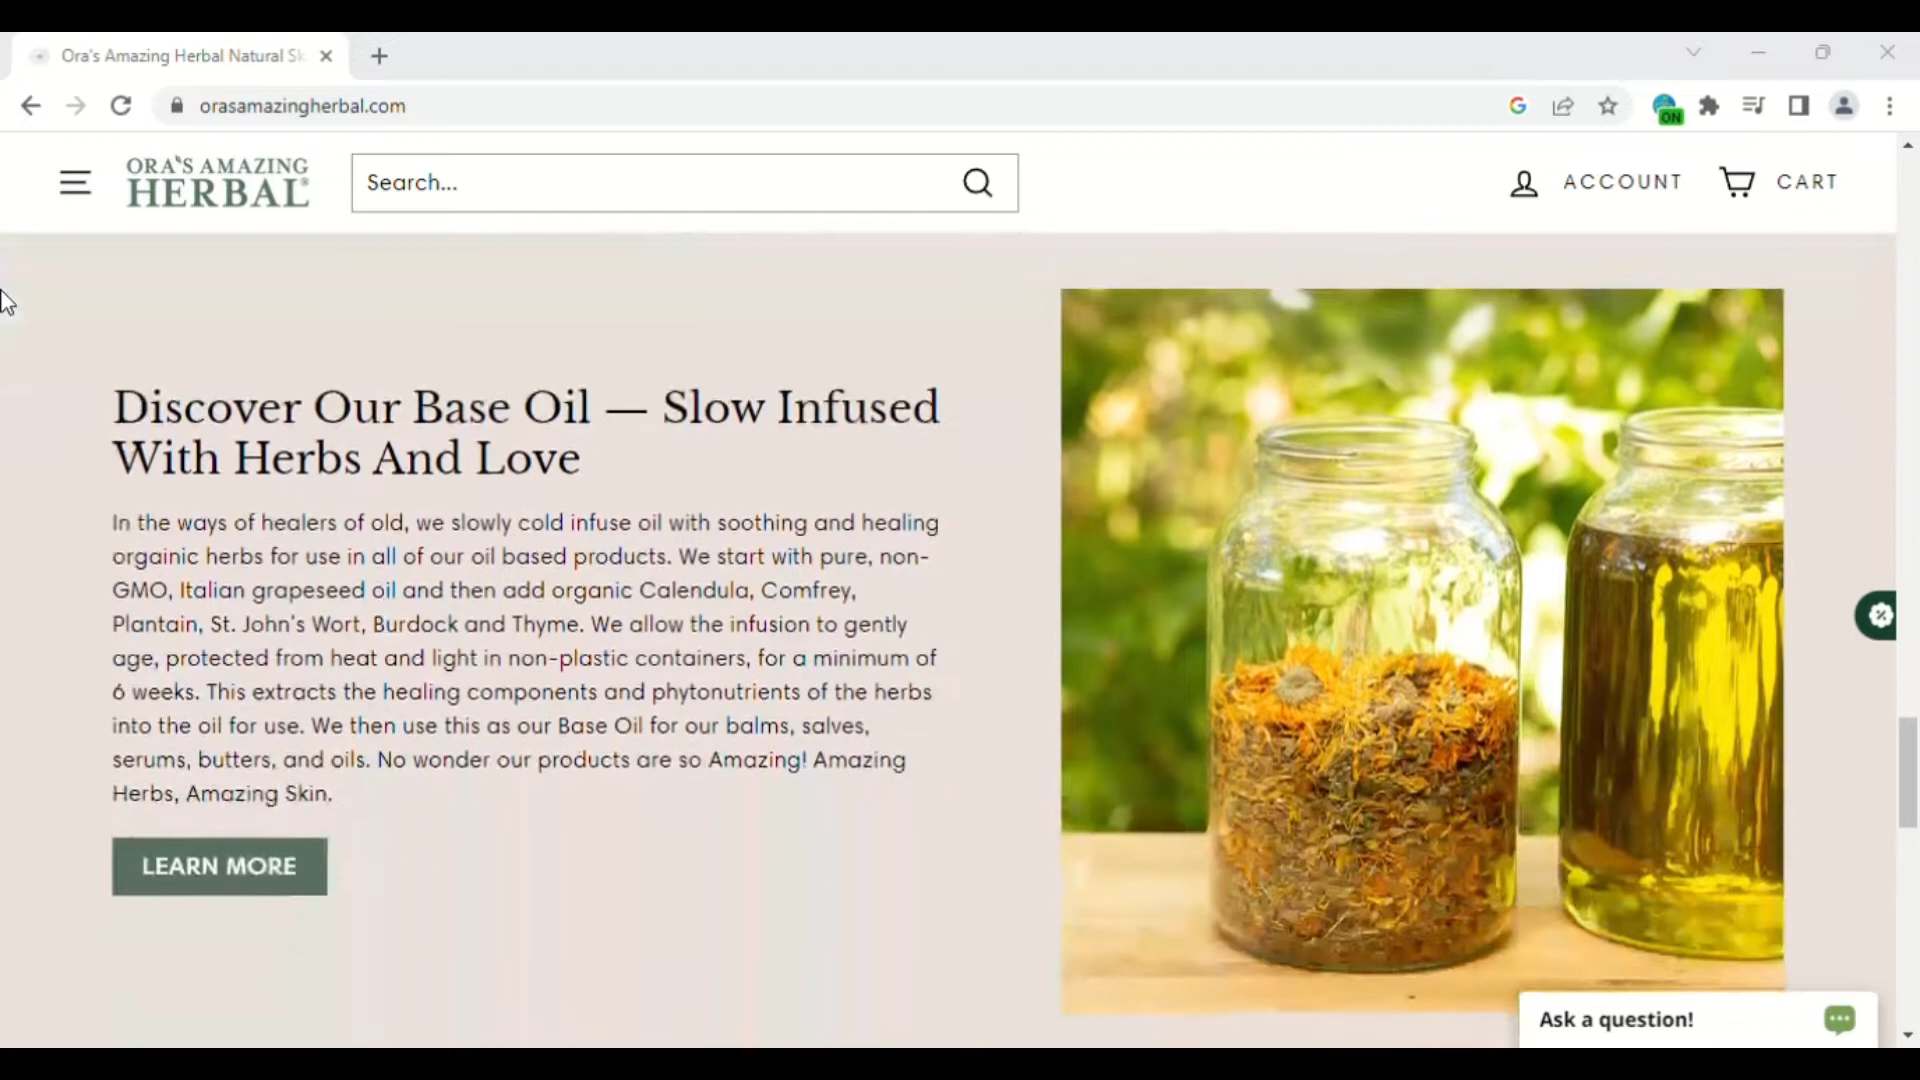 Ora's Amazing Herbal Natural Sk
orasamazingherbal.com
ON
ORA'S AMAZING
HERBAL®
Search...
ACCOUNT
CART
Discover Our Base Oil — Slow Infused
With Herbs And Love
In the ways of healers of old, we slowly cold infuse oil with soothing and healing
orgainic herbs for use in all of our oil based products. We start with pure, non-
GMO, Italian grapeseed oil and then add organic Calendula, Comfrey,
Plantain, St. John's Wort, Burdock and Thyme. We allow the infusion to gently
age, protected from heat and light in non-plastic containers, for a minimum of
6 weeks. This extracts the healing components and phytonutrients of the herbs
into the oil for use. We then use this as our Base Oil for our balms, salves,
serums, butters, and oils. No wonder our products are so Amazing! Amazing
Herbs, Amazing Skin.
LEARN MORE
Ask a question!